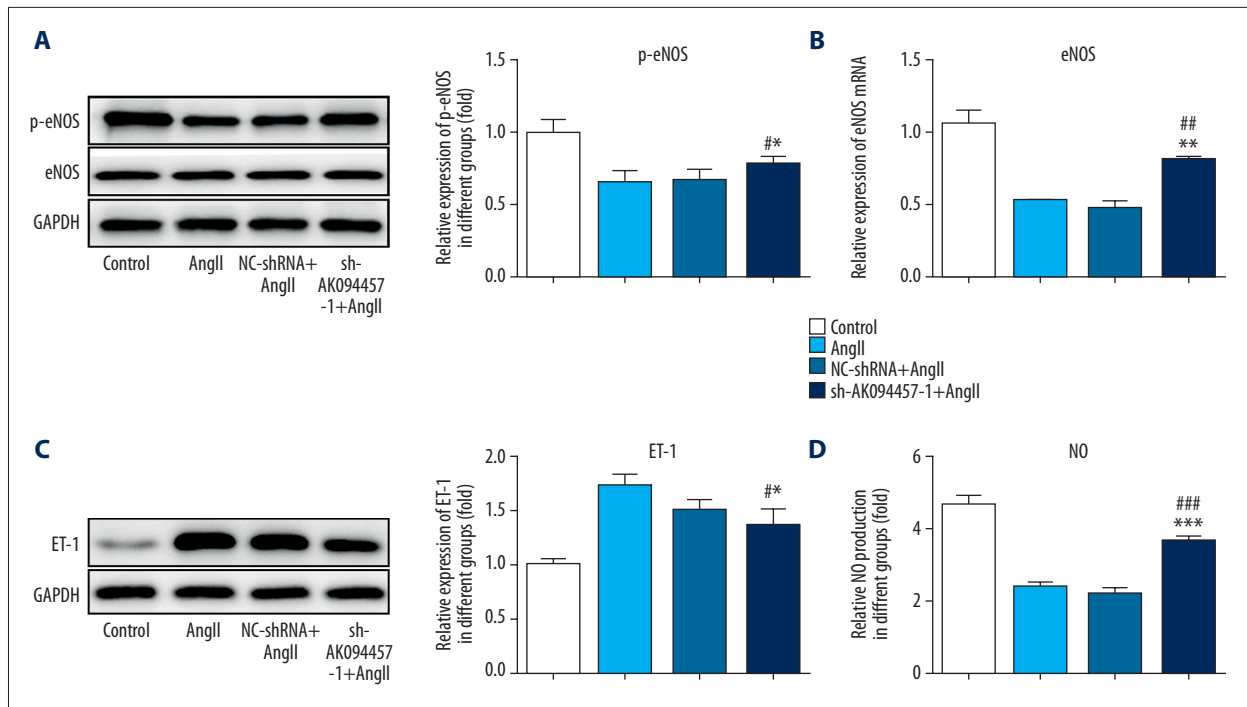 A
p-eNOS
eNOS
GAPDH
Control
AngII
NC-shRNA+
AngII
sh-
AK094457
-1+AngII
p-eNOS
Relative expression of p-eNOS
in different groups (fold)
1.5
1.0
0.5
0.0
#*
B
eNOS
Relative expression of eNOS mRNA
1.5
1.0
0.5
0.0
##
**
Control
AngII
NC-shRNA+AngII
sh-AK094457-1+AngII
C
ET-1
GAPDH
Control
AngII
NC-shRNA+
AngII
sh-
AK094457
-1+AngII
ET-1
Relative expression of ET-1
in different groups (fold)
2.0
1.5
1.0
0.5
0.0
#*
D
NO
Relative NO production
in different groups (fold)
6
4
2
0
###
***